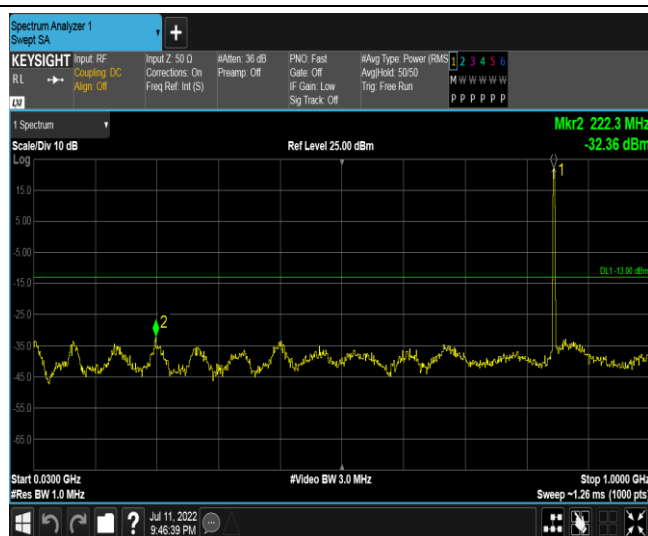 Spectrum Analyzer 1
Swept SA
+
KEYSIGHT
RL
LXI
Input: RF
Coupling: DC
Align: Off
Input Z: 50 Ω
Corrections: On
Freq Ref: Int (S)
#Atten: 36 dB
Preamp: Off
PNO: Fast
Gate: Off
IF Gain: Low
Sig Track: Off
#Avg Type: Power (RMS
Avg|Hold: 50/50
Trig: Free Run
1 2 3 4 5 6
M W W W W W
P P P P P P
1 Spectrum
Mkr2 222.3 MHz
Scale/Div 10 dB
Ref Level 25.00 dBm
-32.36 dBm
Log
1
15.0
5.00
-5.00
DL1 -13.00 dBm
-15.0
-25.0
2
-35.0
-45.0
-55.0
-65.0
Start 0.0300 GHz
#Video BW 3.0 MHz
Stop 1.0000 GHz
#Res BW 1.0 MHz
Sweep ~1.26 ms (1000 pts)
?
Jul 11, 2022
9:46:39 PM